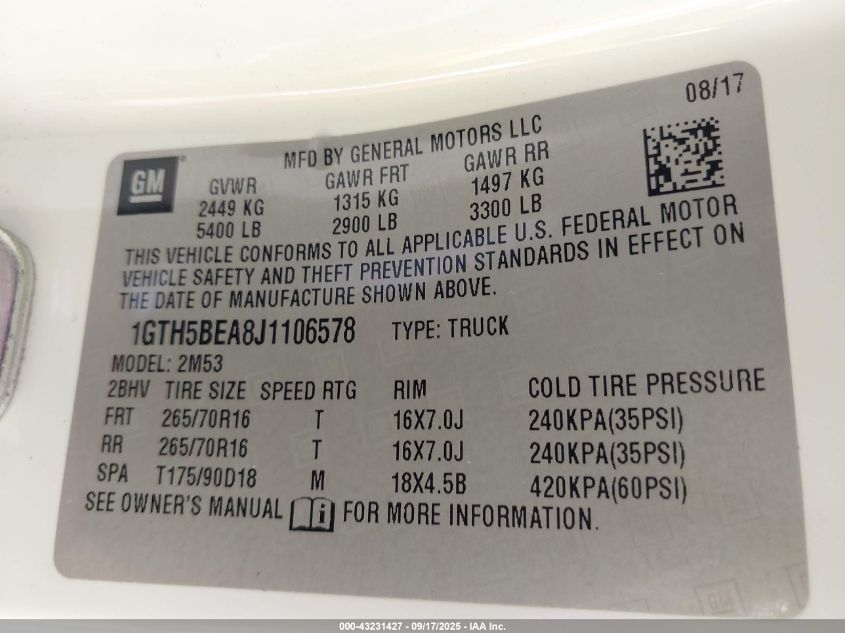 08/17
GM
MFD BY GENERAL MOTORS LLC
GVWR GAWR FRT GAWR RR
2449 KG 1315 KG 1497 KG
5400 LB 2900 LB 3300 LB
THIS VEHICLE CONFORMS TO ALL APPLICABLE U.S. FEDERAL MOTOR
VEHICLE SAFETY AND THEFT PREVENTION STANDARDS IN EFFECT ON
THE DATE OF MANUFACTURE SHOWN ABOVE.
1GTH5BEA8J1106578 TYPE: TRUCK
MODEL: 2M53
2BHV TIRE SIZE SPEED RTG RIM COLD TIRE PRESSURE
FRT 265/70R16 T 16X7.0J 240KPA(35PSI)
RR 265/70R16 T 16X7.0J 240KPA(35PSI)
SPA T175/90D18 M 18X4.5B 420KPA(60PSI)
SEE OWNER'S MANUAL i FOR MORE INFORMATION.
GM
000-43231427 - 09/17/2025 - IAA Inc.